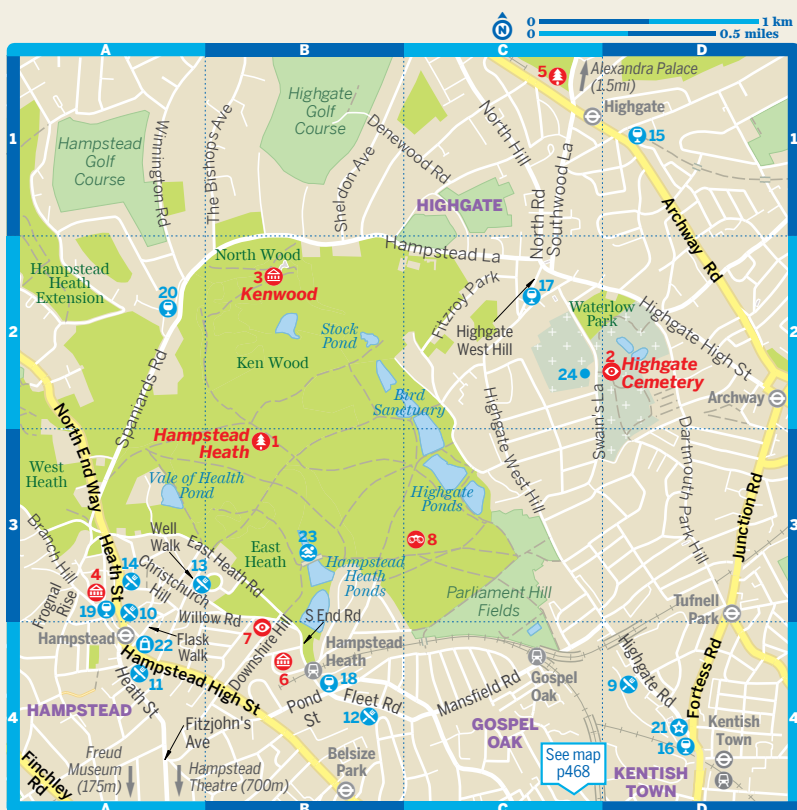 N
0 1 km
0 0.5 miles
A B C D
1
Hampstead
Golf
Course
Winnington Rd
The Bishops Ave
Highgate
Golf
Course
Sheldon Ave
Denewood Rd
North Hill
5
Alexandra Palace
(1.5mi)
Highgate
15
1
HIGHGATE
North Rd
Southwood La
Archway Rd
Hampstead La
2
Hampstead
Heath
Extension
20
North Wood
3
Kenwood
Fitzroy Park
17
Highgate
West Hill
Waterlow
Park
Highgate High St
2
Stock
Pond
Ken Wood
24
2
Highgate
Cemetery
Archway
Spaniards Rd
Bird
Sanctuary
Highgate West Hill
Swain's La
Dartmouth Park Hill
North End Way
Hampstead
Heath
1
West
Heath
Vale of Health
Pond
Highgate
Ponds
Junction Rd
3
Branch Hill
Well
Walk
East Heath Rd
East
Heath
23
8
3
Heath St
14
Christchurch
Hill
13
Hampstead
Heath
Ponds
4
Frognal
Rise
19
10
Willow Rd
S End Rd
Parliament Hill
Fields
Tufnell
Park
Hampstead
Flask
Walk
22
7
Downshire Hill
Hampstead
Heath
Highgate Rd
Fortess Rd
11
Hampstead High St
6
18
Gospel
Oak
9
4
Heath St
HAMPSTEAD
Pond
St
Fleet Rd
12
Mansfield Rd
GOSPEL
OAK
21
Kentish
Town
16
4
Fitzjohn's
Ave
Finchley
Rd
Freud
Museum
(175m)
Hampstead
Theatre (700m)
Belsize
Park
See map
p468
KENTISH
TOWN
A B C D